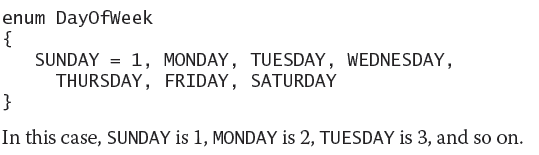 enum DayOfWeek
{
SUNDAY = 1, MONDAY, TUESDAY, WEDNESDAY,
THURSDAY, FRIDAY, SATURDAY
}
In this case, SUNDAY is 1, MONDAY is 2, TUESDAY is 3, and so on.